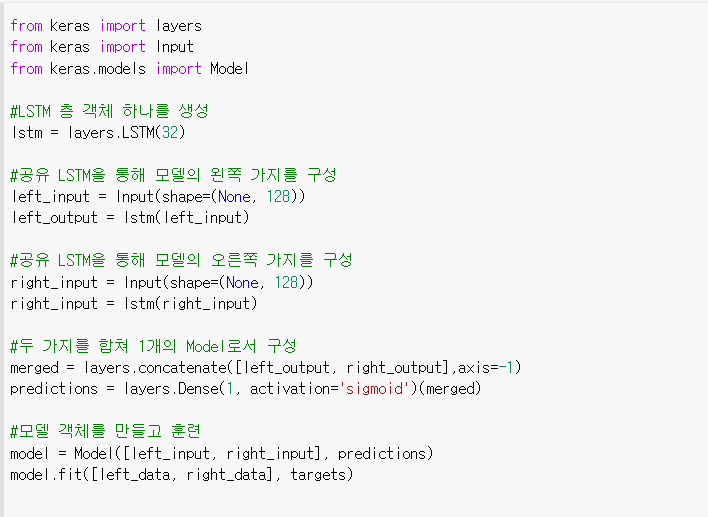 from keras import layers
from keras import Input
from keras.models import Model
#LSTM 층 객체 하나를 생성
lstm = layers.LSTM(32)
#공유 LSTM을 통해 모델의 왼쪽 가지를 구성
left_input = Input(shape=(None, 128))
left_output = lstm(left_input)
#공유 LSTM을 통해 모델의 오른쪽 가지를 구성
right_input = Input(shape=(None, 128))
right_input = lstm(right_input)
#두 가지를 합쳐 1개의 Model로서 구성
merged = layers.concatenate([left_output, right_output],axis=-1)
predictions = layers.Dense(1, activation='sigmoid')(merged)
#모델 객체를 만들고 훈련
model = Model([left_input, right_input], predictions)
model.fit([left_data, right_data], targets)